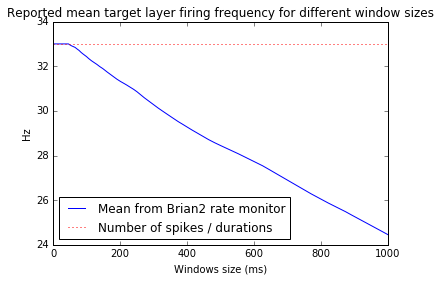 Reported mean target layer firing frequency for different window sizes
34
32
30
28
26
24
Hz
Mean from Brian2 rate monitor
Number of spikes / durations
0 200 400 600 800 1000
Windows size (ms)